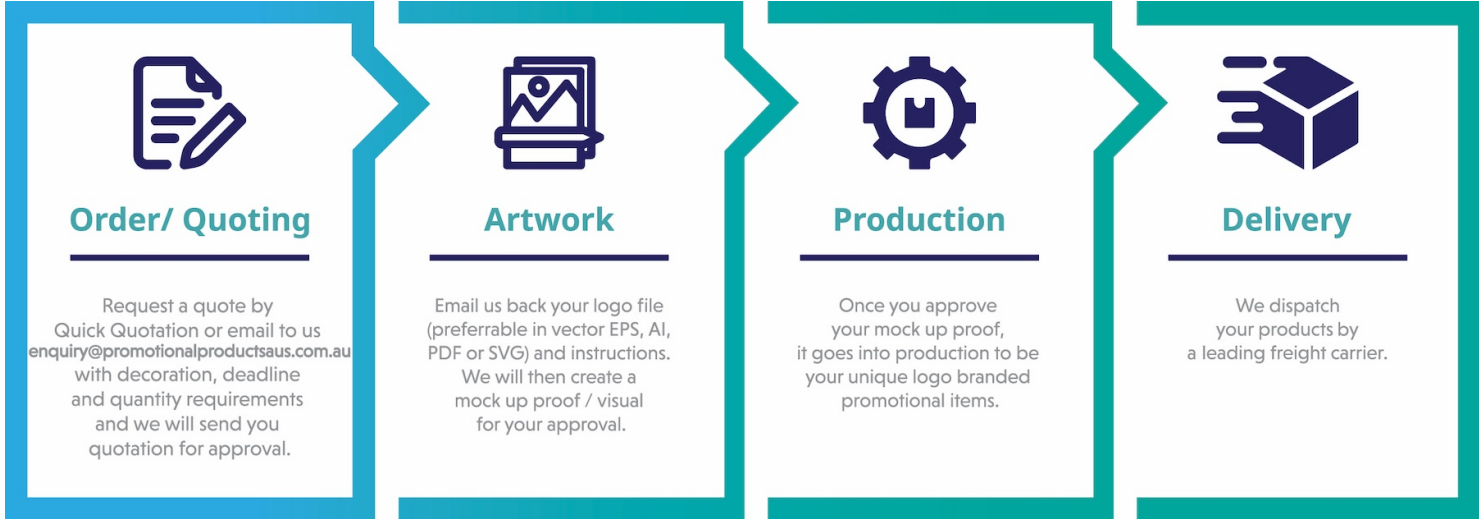 Order/ Quoting
Request a quote by
Quick Quotation or email to us
enquiry@promotionalproductsaus.com.au
with decoration, deadline
and quantity requirements
and we will send you
quotation for approval.
Artwork
Email us back your logo file
(preferrable in vector EPS, AI,
PDF or SVG) and instructions.
We will then create a
mock up proof / visual
for your approval.
Production
Once you approve
your mock up proof,
it goes into production to be
your unique logo branded
promotional items.
Delivery
We dispatch
your products by
a leading freight carrier.